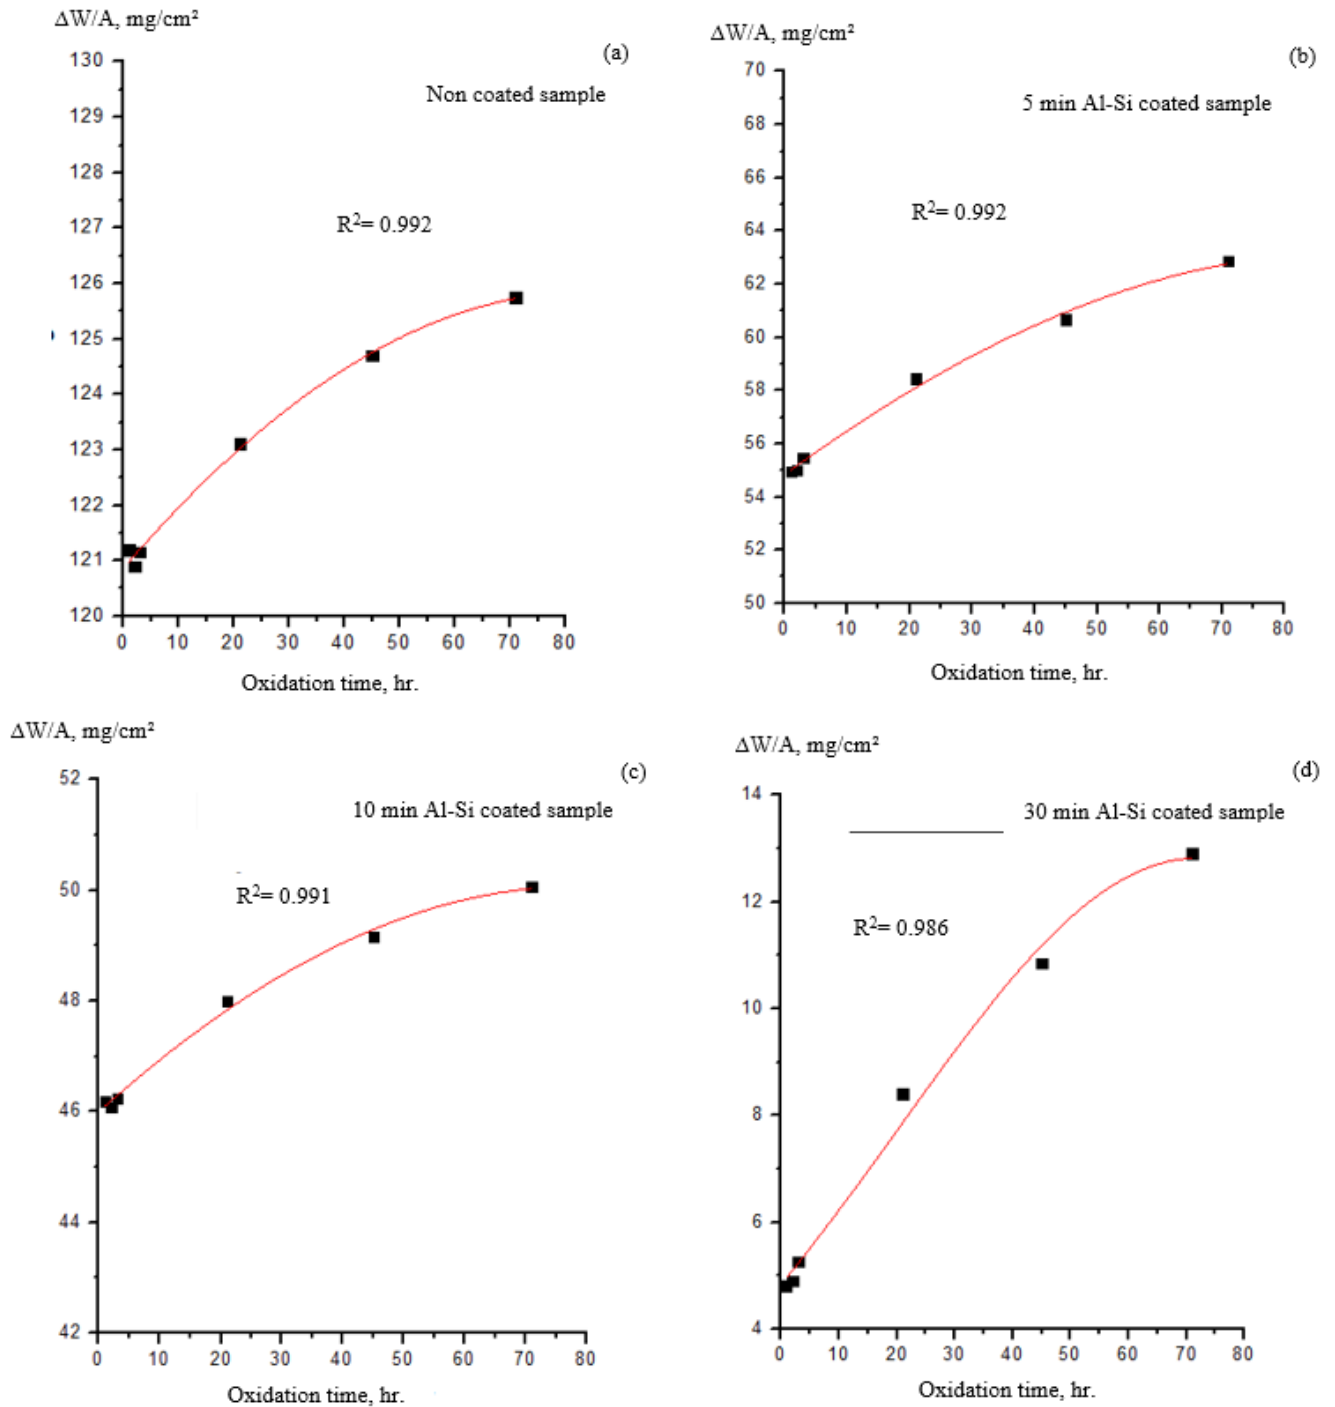 ΔW/A, mg/cm²
(a)
Non coated sample
R²= 0.992
130
129
128
127
126
125
124
123
122
121
120
0 10 20 30 40 50 60 70 80
Oxidation time, hr.
ΔW/A, mg/cm²
(b)
5 min Al-Si coated sample
R²= 0.992
70
68
66
64
62
60
58
56
54
52
50
0 10 20 30 40 50 60 70 80
Oxidation time, hr.
ΔW/A, mg/cm²
(c)
10 min Al-Si coated sample
R²= 0.991
52
50
48
46
44
42
0 10 20 30 40 50 60 70 80
Oxidation time, hr.
ΔW/A, mg/cm²
(d)
30 min Al-Si coated sample
R²= 0.986
14
12
10
8
6
4
0 10 20 30 40 50 60 70 80
Oxidation time, hr.